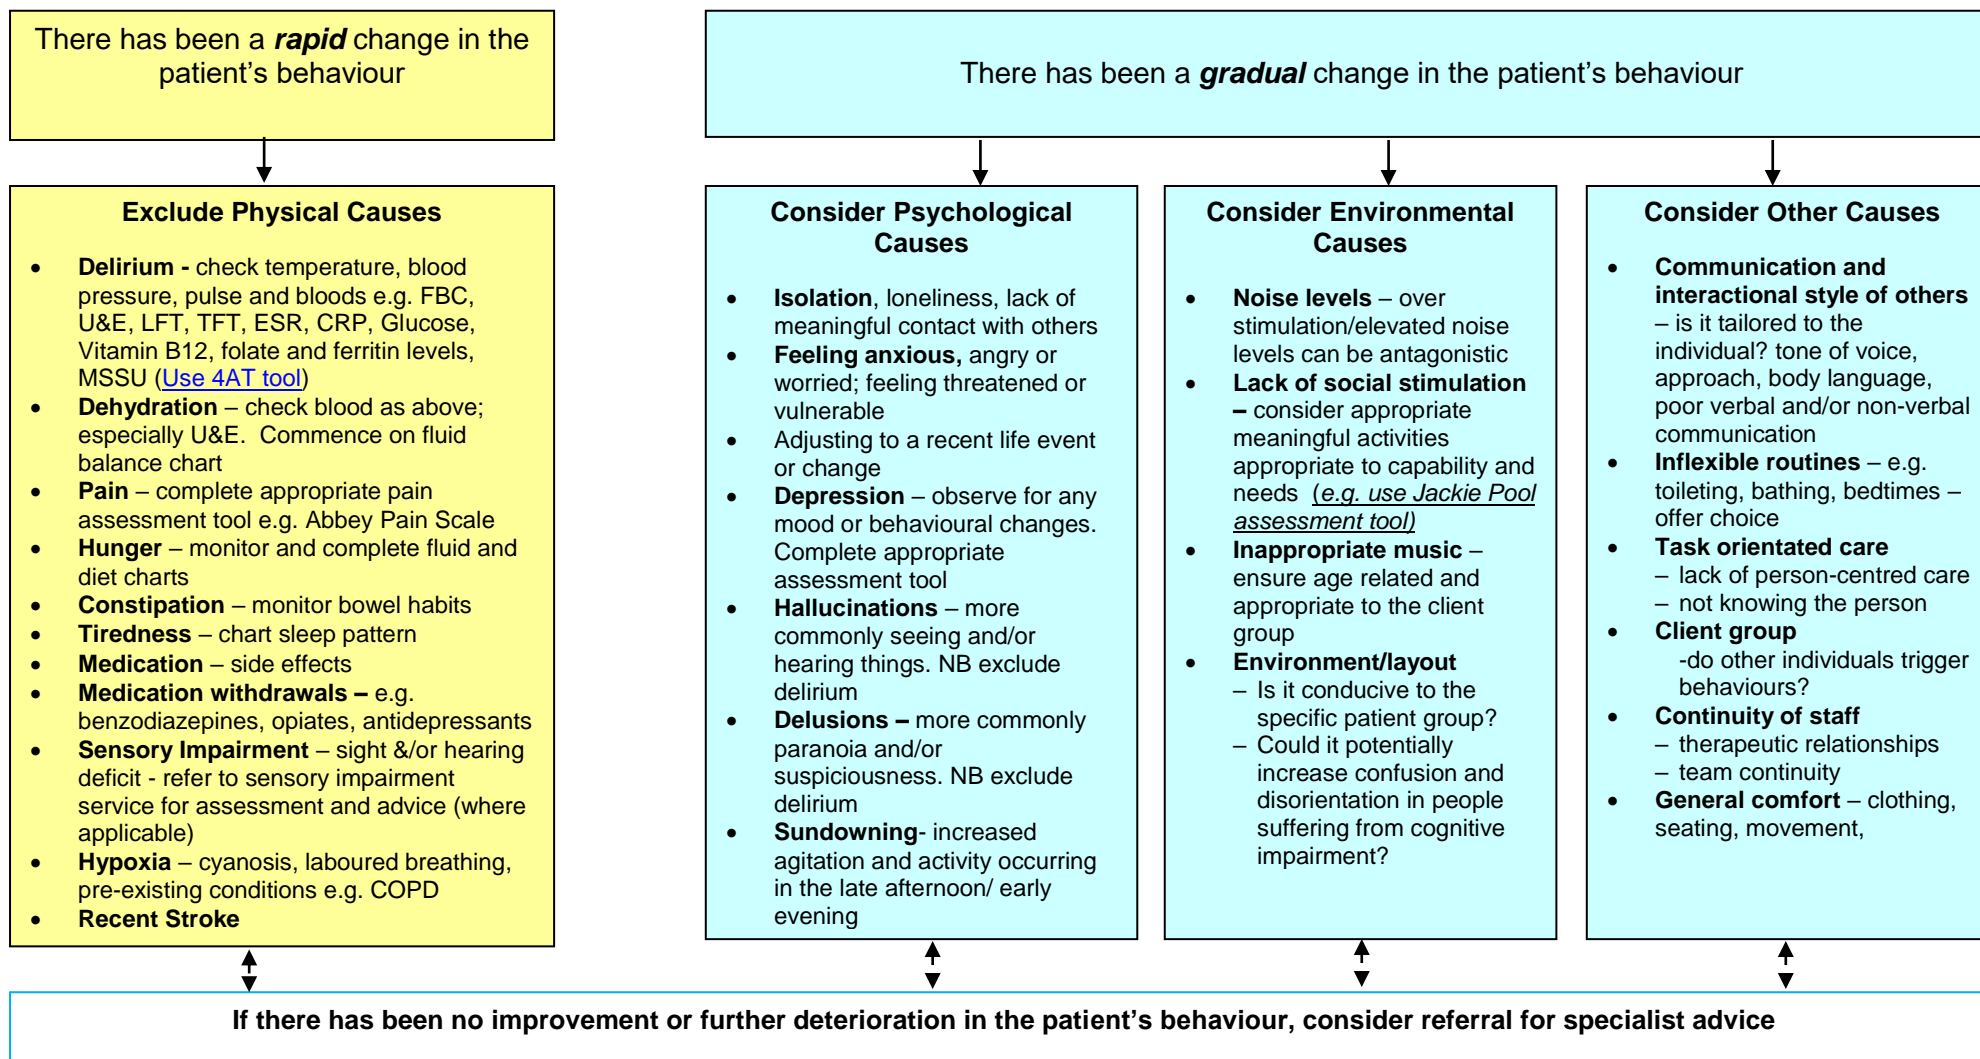 There has been a rapid change in the
patient’s behaviour
There has been a gradual change in the patient’s behaviour
Exclude Physical Causes
• Delirium - check temperature, blood
pressure, pulse and bloods e.g. FBC,
U&E, LFT, TFT, ESR, CRP, Glucose,
Vitamin B12, folate and ferritin levels,
MSSU (Use 4AT tool)
• Dehydration – check blood as above;
especially U&E.  Commence on fluid
balance chart
• Pain – complete appropriate pain
assessment tool e.g. Abbey Pain Scale
• Hunger – monitor and complete fluid and
diet charts
• Constipation – monitor bowel habits
• Tiredness – chart sleep pattern
• Medication – side effects
• Medication withdrawals – e.g.
benzodiazepines, opiates, antidepressants
• Sensory Impairment – sight &/or hearing
deficit - refer to sensory impairment
service for assessment and advice (where
applicable)
• Hypoxia – cyanosis, laboured breathing,
pre-existing conditions e.g. COPD
• Recent Stroke
Consider Psychological
Causes
• Isolation, loneliness, lack of
meaningful contact with others
• Feeling anxious, angry or
worried; feeling threatened or
vulnerable
• Adjusting to a recent life event
or change
• Depression – observe for any
mood or behavioural changes.
Complete appropriate
assessment tool
• Hallucinations – more
commonly seeing and/or
hearing things. NB exclude
delirium
• Delusions – more commonly
paranoia and/or
suspiciousness. NB exclude
delirium
• Sundowning- increased
agitation and activity occurring
in the late afternoon/ early
evening
Consider Environmental
Causes
• Noise levels – over
stimulation/elevated noise
levels can be antagonistic
• Lack of social stimulation
– consider appropriate
meaningful activities
appropriate to capability and
needs  (e.g. use Jackie Pool
assessment tool)
• Inappropriate music –
ensure age related and
appropriate to the client
group
• Environment/layout
– Is it conducive to the
specific patient group?
– Could it potentially
increase confusion and
disorientation in people
suffering from cognitive
impairment?
Consider Other Causes
• Communication and
interactional style of others
– is it tailored to the
individual? tone of voice,
approach, body language,
poor verbal and/or non-verbal
communication
• Inflexible routines – e.g.
toileting, bathing, bedtimes –
offer choice
• Task orientated care
– lack of person-centred care
– not knowing the person
• Client group
-do other individuals trigger
behaviours?
• Continuity of staff
– therapeutic relationships
– team continuity
• General comfort – clothing,
seating, movement,
If there has been no improvement or further deterioration in the patient’s behaviour, consider referral for specialist advice